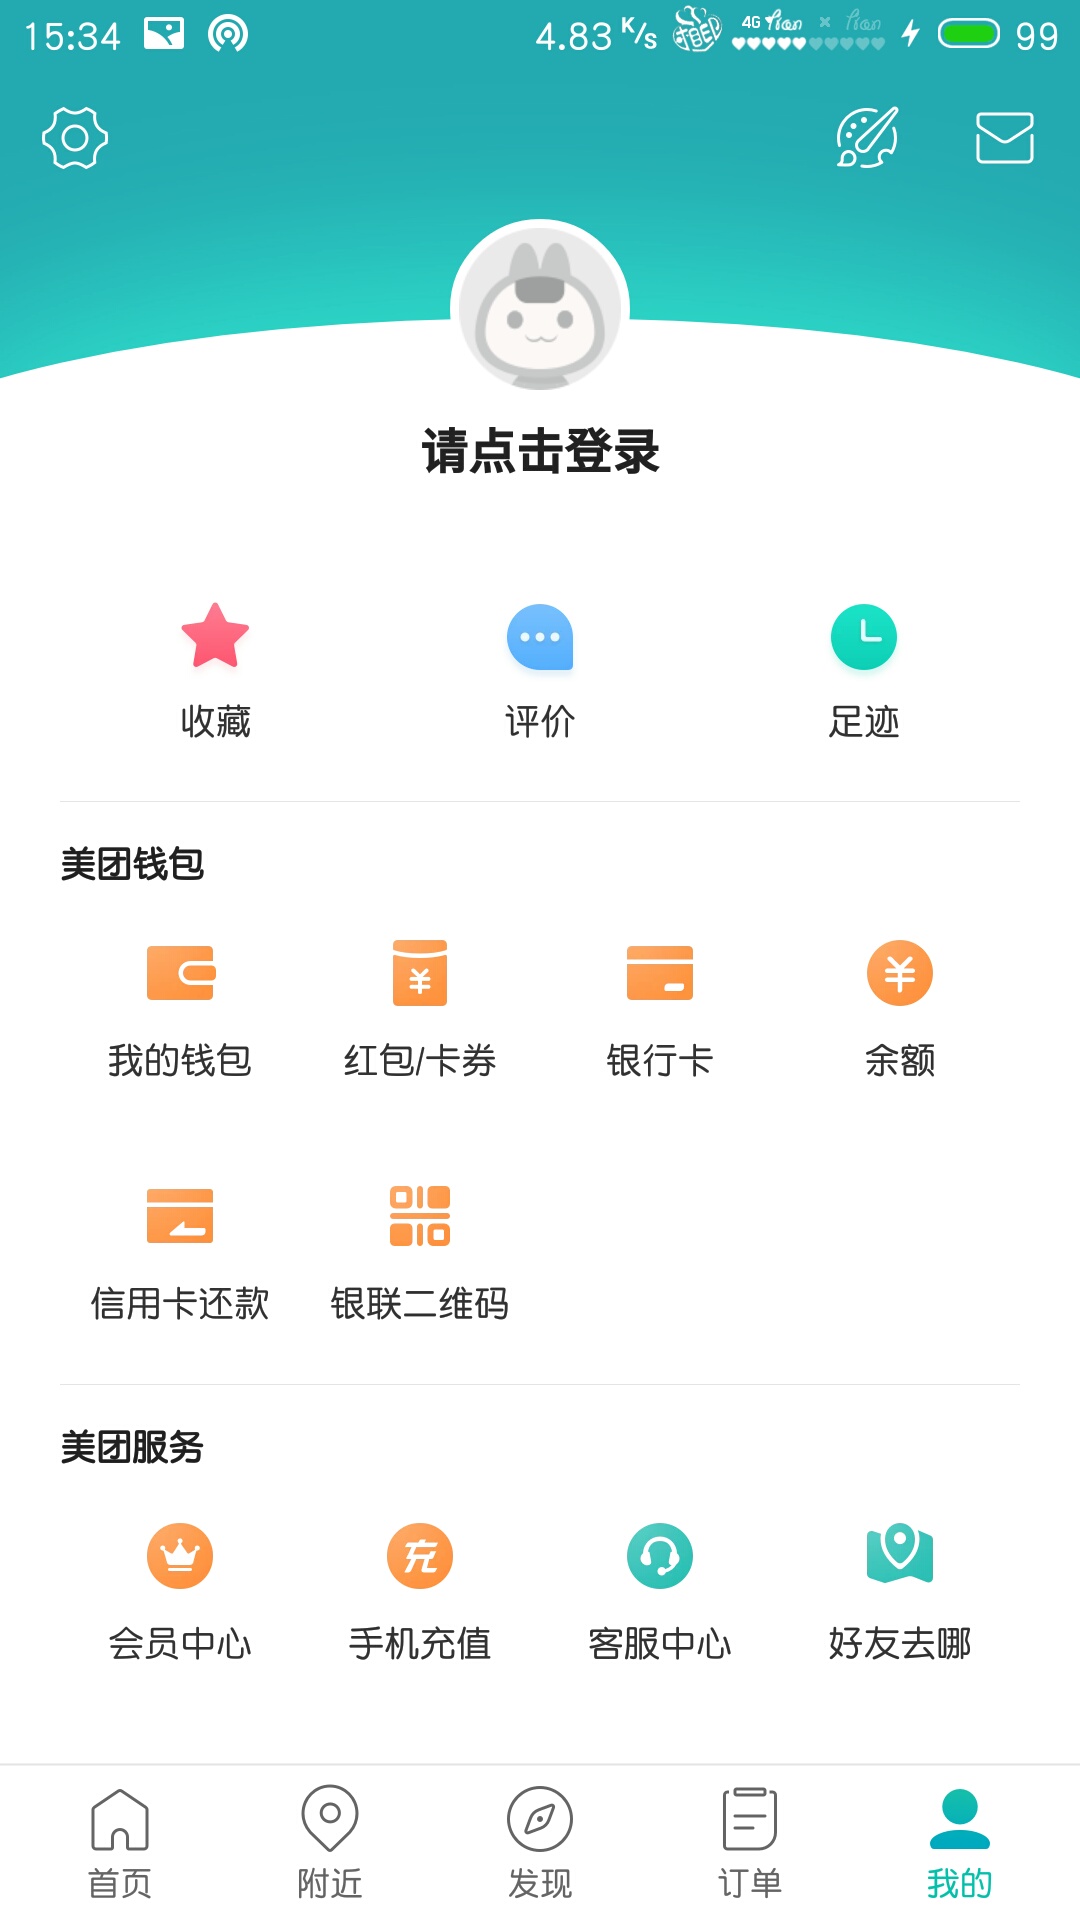 15:34 4.83 K/s 4G lian × lian 99
请点击登录
收藏 评价 足迹
美团钱包
¥ ¥
我的钱包 红包/卡券 银行卡 余额
信用卡还款 银联二维码
美团服务
充
会员中心 手机充值 客服中心 好友去哪
首页 附近 发现 订单 我的